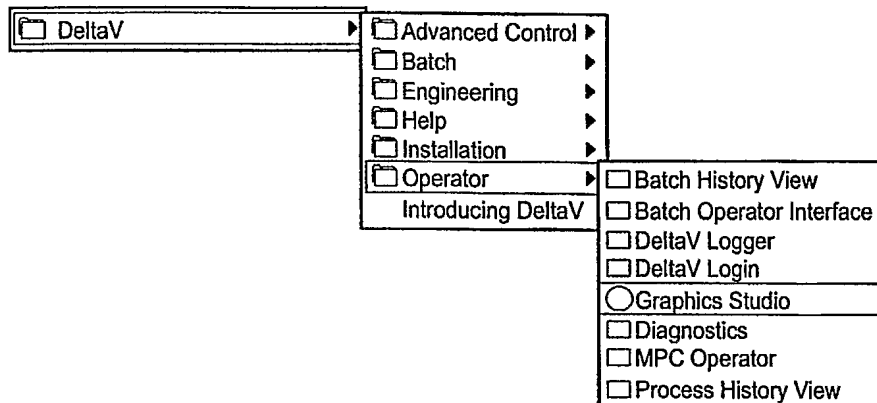 DeltaV
Advanced Control
Batch
Engineering
Help
Installation
Operator
Introducing DeltaV
Batch History View
Batch Operator Interface
DeltaV Logger
DeltaV Login
Graphics Studio
Diagnostics
MPC Operator
Process History View